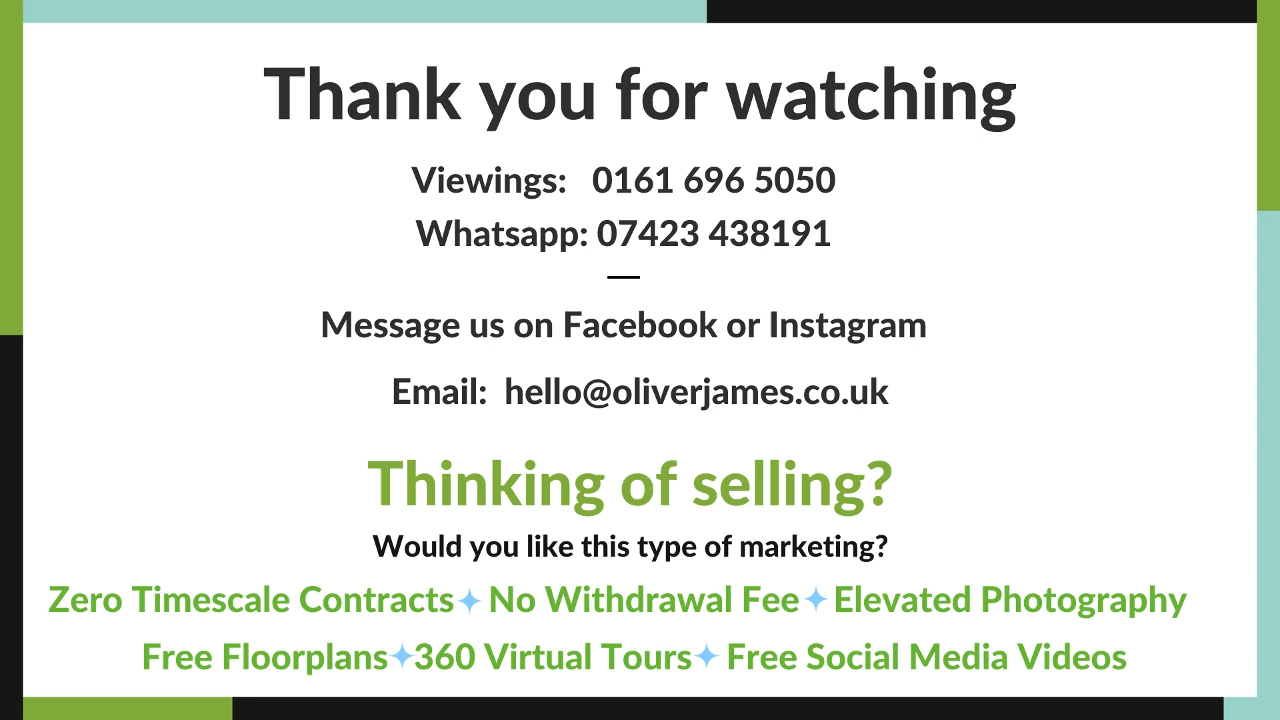 Thank you for watching
Viewings: 0161 696 5050
Whatsapp: 07423 438191
—
Message us on Facebook or Instagram
Email: hello@oliverjames.co.uk
Thinking of selling?
Would you like this type of marketing?
Zero Timescale Contracts✦ No Withdrawal Fee✦Elevated Photography
Free Floorplans✦360 Virtual Tours✦ Free Social Media Videos